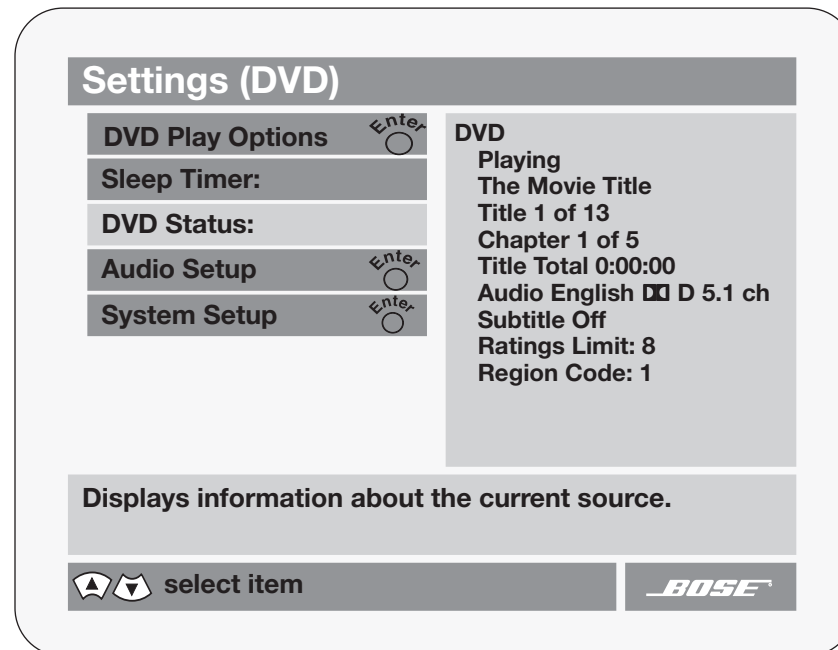 Settings (DVD)
DVD Play Options Enter
Sleep Timer:
DVD Status:
Audio Setup Enter
System Setup Enter
DVD
Playing
The Movie Title
Title 1 of 13
Chapter 1 of 5
Title Total 0:00:00
Audio English DD D 5.1 ch
Subtitle Off
Ratings Limit: 8
Region Code: 1
Displays information about the current source.
select item
BOSE